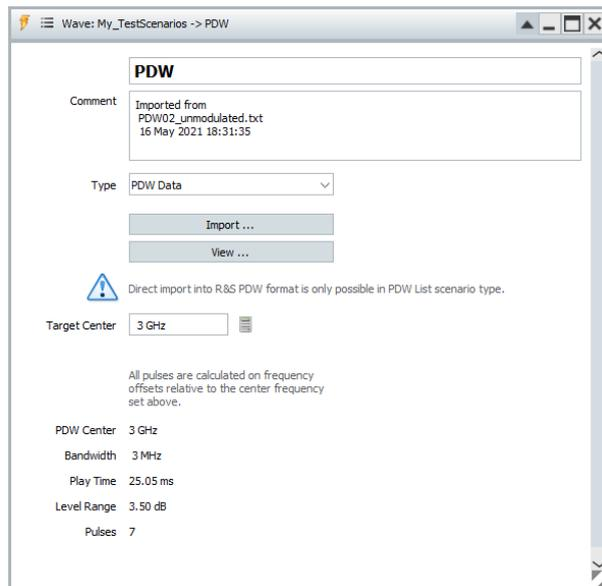 Wave: My_TestScenarios -> PDW
PDW
Comment
Imported from
PDW02_unmodulated.txt
16 May 2021 18:31:35
Type PDW Data
Import ...
View ...
Direct import into R&S PDW format is only possible in PDW List scenario type.
Target Center 3 GHz
All pulses are calculated on frequency
offsets relative to the center frequency
set above.
PDW Center 3 GHz
Bandwidth 3 MHz
Play Time 25.05 ms
Level Range 3.50 dB
Pulses 7